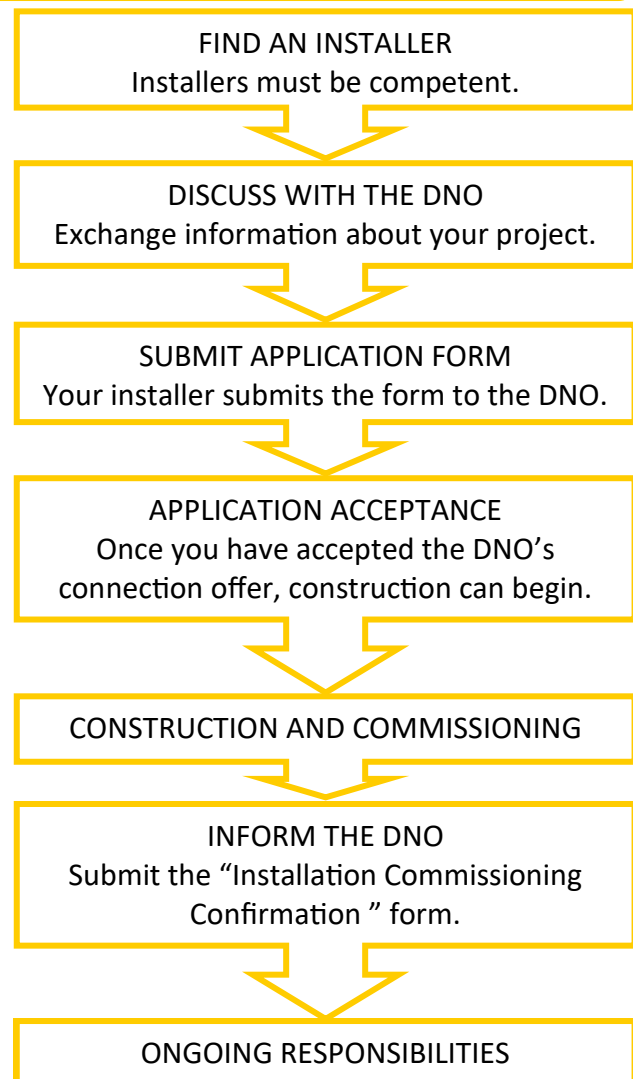 FIND AN INSTALLER
Installers must be competent.
DISCUSS WITH THE DNO
Exchange information about your project.
SUBMIT APPLICATION FORM
Your installer submits the form to the DNO.
APPLICATION ACCEPTANCE
Once you have accepted the DNO’s
connection offer, construction can begin.
CONSTRUCTION AND COMMISSIONING
INFORM THE DNO
Submit the “Installation Commissioning
Confirmation ” form.
ONGOING RESPONSIBILITIES